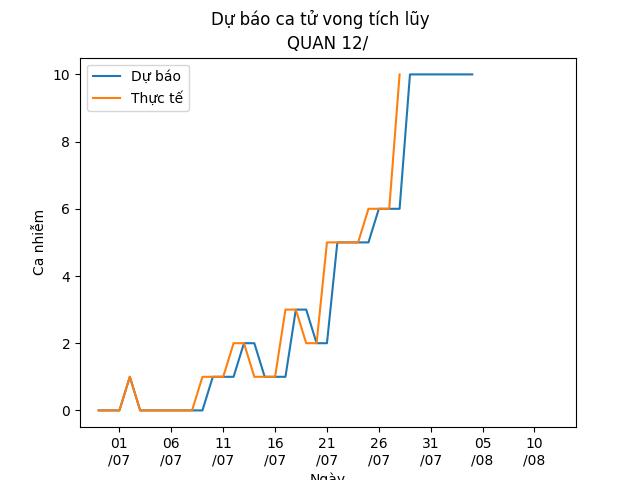 Dự báo ca tử vong tích lũy
QUAN 12/
Dự báo
Thực tế
Ca nhiễm
10
8
6
4
2
0
01 06 11 16 21 26 31 05 10
/07 /07 /07 /07 /07 /07 /07 /08 /08
Ngày